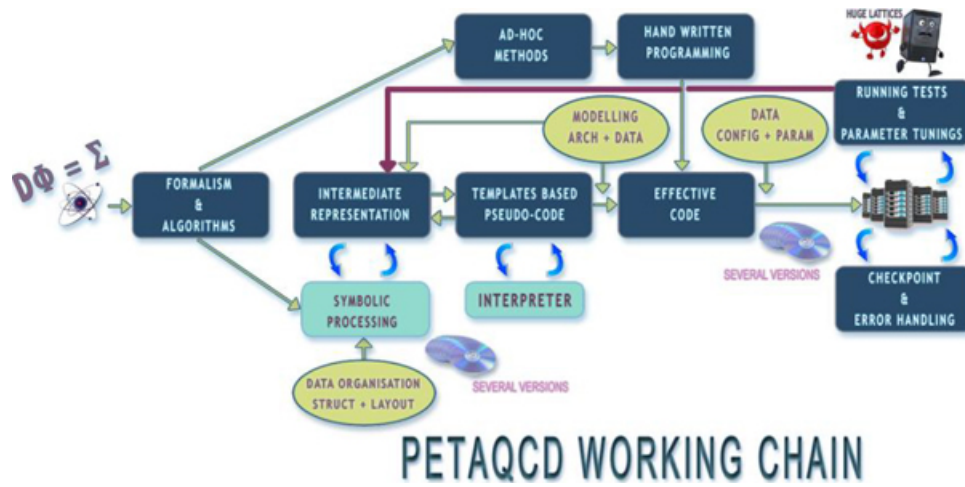 HUGE LATTICES
AD-HOC
METHODS
HAND WRITTEN
PROGRAMMING
RUNNING TESTS
&
PARAMETER TUNINGS
MODELLING
ARCH + DATA
DATA
CONFIG + PARAM
DΦ = Σ
FORMALISM
&
ALGORITHMS
INTERMEDIATE
REPRESENTATION
TEMPLATES BASED
PSEUDO-CODE
EFFECTIVE
CODE
SEVERAL VERSIONS
SYMBOLIC
PROCESSING
INTERPRETER
CHECKPOINT
&
ERROR HANDLING
SEVERAL VERSIONS
DATA ORGANISATION
STRUCT + LAYOUT
PETAQCD WORKING CHAIN